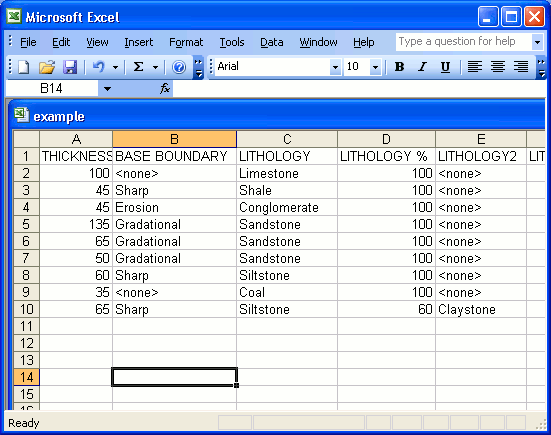 Microsoft Excel
File Edit View Insert Format Tools Data Window Help Type a question for help
Σ Arial 10 B I U
B14 fx
example
A B C D E
1 THICKNESS BASE BOUNDARY LITHOLOGY LITHOLOGY % LITHOLOGY2
2 100 <none> Limestone 100 <none>
3 45 Sharp Shale 100 <none>
4 45 Erosion Conglomerate 100 <none>
5 135 Gradational Sandstone 100 <none>
6 65 Gradational Sandstone 100 <none>
7 50 Gradational Sandstone 100 <none>
8 60 Sharp Siltstone 100 <none>
9 35 <none> Coal 100 <none>
10 65 Sharp Siltstone 60 Claystone
11
12
13
14
15
Ready